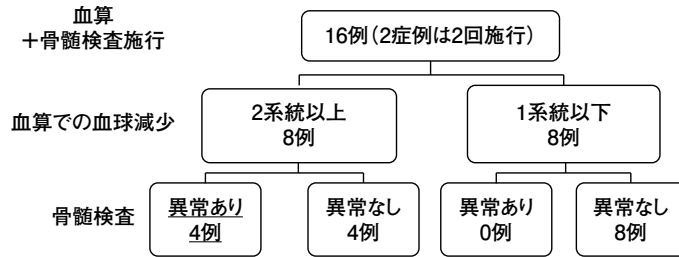 血算
＋骨髄検査施行
16例(2症例は2回施行)
血算での血球減少
2系統以上
8例
1系統以下
8例
骨髄検査
異常あり
4例
異常なし
4例
異常あり
0例
異常なし
8例